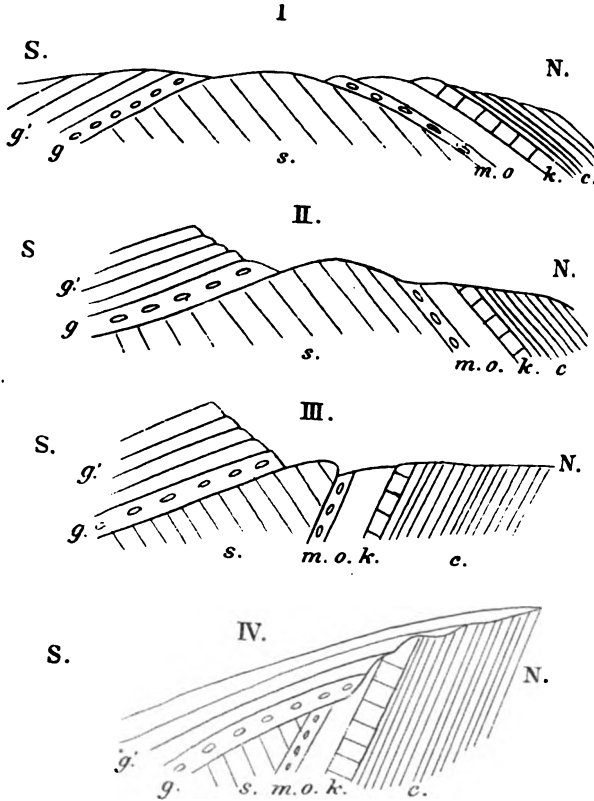 I
S. N.
g' g s. m. o k. c.
II.
S N.
g' g s. m. o. k. c
III.
S. N.
g' g. s. m. o. k. c.
IV.
S. N.
g' g. s. m. o. k. c.